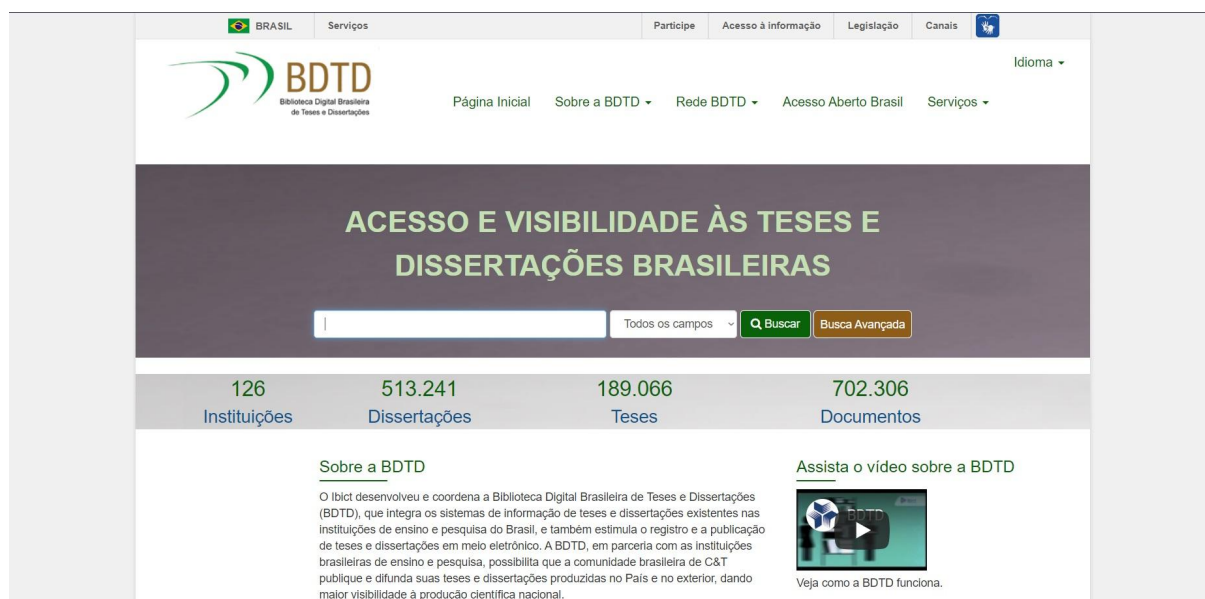 BRASIL Serviços Participe Acesso à informação Legislação Canais
Idioma
BDTD
Biblioteca Digital Brasileira
de Teses e Dissertações
Página Inicial Sobre a BDTD Rede BDTD Acesso Aberto Brasil Serviços
ACESSO E VISIBILIDADE ÀS TESES E
DISSERTAÇÕES BRASILEIRAS
Todos os campos Buscar Busca Avançada
126 513.241 189.066 702.306
Instituições Dissertações Teses Documentos
Sobre a BDTD
O Ibict desenvolveu e coordena a Biblioteca Digital Brasileira de Teses e Dissertações
(BDTD), que integra os sistemas de informação de teses e dissertações existentes nas
instituições de ensino e pesquisa do Brasil, e também estimula o registro e a publicação
de teses e dissertações em meio eletrônico. A BDTD, em parceria com as instituições
brasileiras de ensino e pesquisa, possibilita que a comunidade brasileira de C&T
publique e difunda suas teses e dissertações produzidas no País e no exterior, dando
maior visibilidade à produção científica nacional.
Assista o vídeo sobre a BDTD
BDTD
Veja como a BDTD funciona.